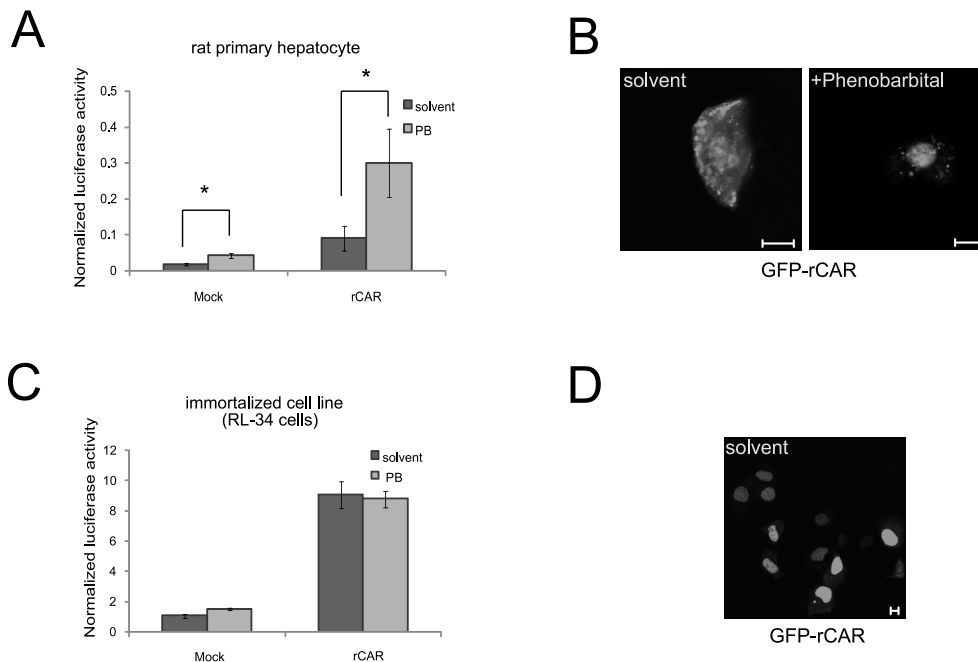 A
rat primary hepatocyte
Normalized luciferase activity
0,5
0,4
0.3
0.2
0.1
0
*
*
solvent
PB
Mock
rCAR
B
solvent
+Phenobarbital
GFP-rCAR
C
immortalized cell line
(RL-34 cells)
Normalized luciferase activity
12
10
8
6
4
2
0
solvent
PB
Mock
rCAR
D
solvent
GFP-rCAR